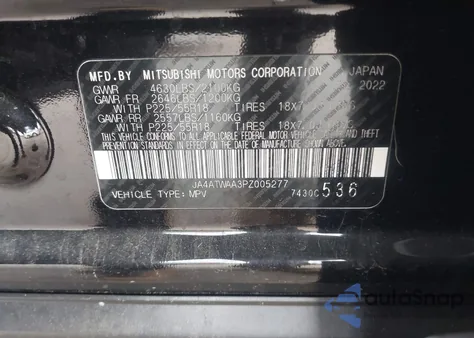 MFD.BY MITSUBISHI MOTORS CORPORATION JAPAN
GVWR 4630LBS/2100KG 2022
GAWR FR 2646LBS/1200KG
WITH P225/55R18 TIRES
GAWR RR 2557LBS/1160KG
WITH P225/55R18 TIRES
THIS VEHICLE CONFORMS TO ALL APPLICABLE FEDERAL
MOTOR VEHICLE SAFETY, BUMPER, AND THEFT
PREVENTION STANDARDS IN EFFECT ON THE DATE OF MANUFACTURE SHOWN ABOVE.
JA4ATWAA3PZ005277
VEHICLE TYPE: MPV 7430C 536
autoSnap